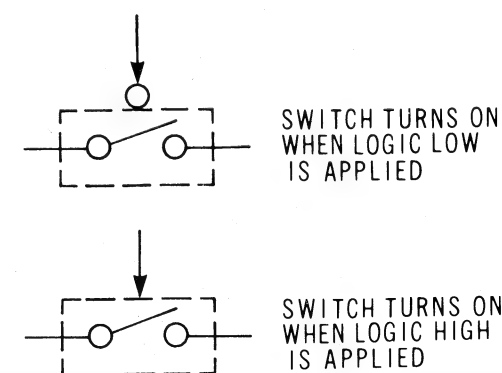 SWITCH TURNS ON
WHEN LOGIC LOW
IS APPLIED
SWITCH TURNS ON
WHEN LOGIC HIGH
IS APPLIED